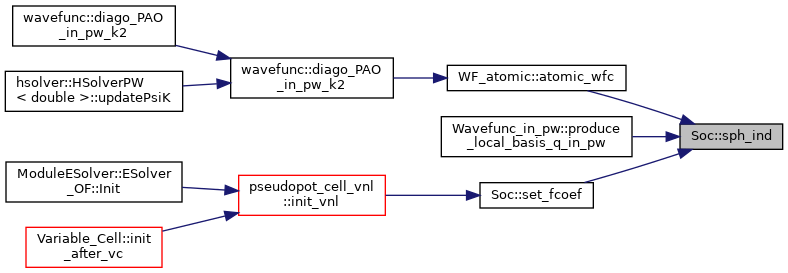 wavefunc::diago_PAO
_in_pw_k2
hsolver::HSolverPW
< double >::updatePsiK
wavefunc::diago_PAO
_in_pw_k2
WF_atomic::atomic_wfc
Wavefunc_in_pw::produce
_local_basis_q_in_pw
Soc::sph_ind
ModuleESolver::ESolver
_OF::Init
pseudopot_cell_vnl
::init_vnl
Soc::set_fcoef
Variable_Cell::init
_after_vc